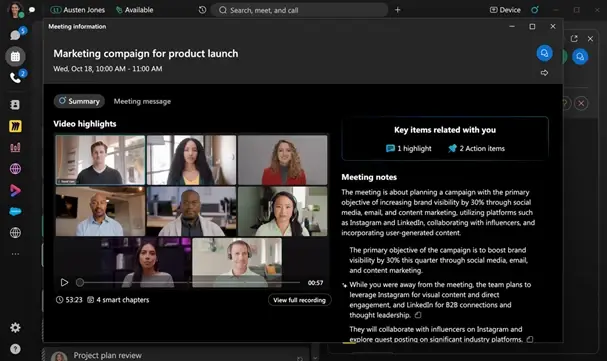 Austen Jones
Available
Search, meet, and call
Device
Meeting information
Marketing compaign for product launch
Wed, Oct 18, 10:00 AM - 11:00 AM
Summary
Meeting message
Video highlights
00:57
53:23
4 smart chapters
View full recording
Key items related with you
1 highlight
2 Action items
Meeting notes
The meeting is about planning a campaign with the primary
objective of increasing brand visibility by 30% through social
media, email, and content marketing, utilizing platforms such
as Instagram and LinkedIn, collaborating with influencers, and
incorporating user-generated content.
The primary objective of the campaign is to boost brand
visibility by 30% this quarter through social media, email,
and content marketing.
While you were away from the meeting, the team plans to
leverage Instagram for visual content and direct
engagement, and LinkedIn for B2B connections and
thought leadership.
They will collaborate with influencers on Instagram and
explore guest posting on significant industry platforms.
Project plan review
5
2